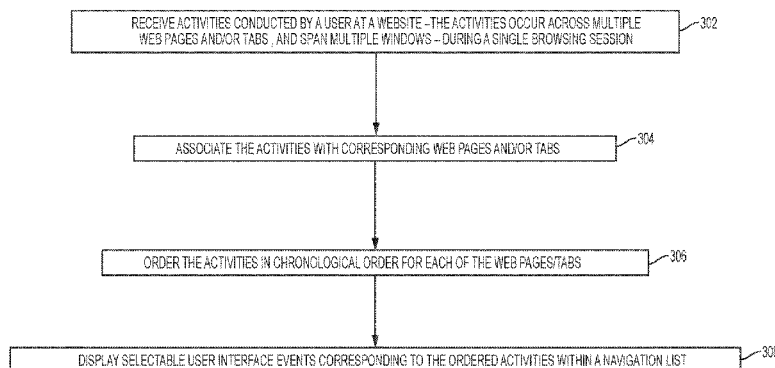 RECEIVE ACTIVITIES CONDUCTED BY A USER AT A WEBSITE –THE ACTIVITIES OCCUR ACROSS MULTIPLE
WEB PAGES AND/OR TABS , AND SPAN MULTIPLE WINDOWS – DURING A SINGLE BROWSING SESSION
302
ASSOCIATE THE ACTIVITIES WITH CORRESPONDING WEB PAGES AND/OR TABS
304
ORDER THE ACTIVITIES IN CHRONOLOGICAL ORDER FOR EACH OF THE WEB PAGES/TABS
306
DISPLAY SELECTABLE USER INTERFACE EVENTS CORRESPONDING TO THE ORDERED ACTIVITIES WITHIN A NAVIGATION LIST